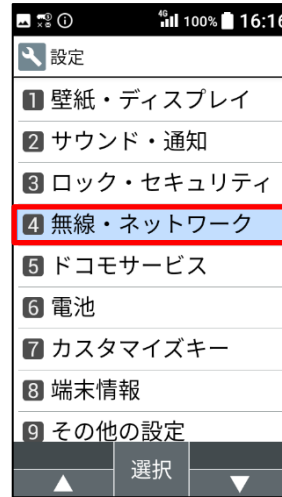 4G 100% 16:16
設定
1 壁紙・ディスプレイ
2 サウンド・通知
3 ロック・セキュリティ
4 無線・ネットワーク
5 ドコモサービス
6 電池
7 カスタマイズキー
8 端末情報
9 その他の設定
選択